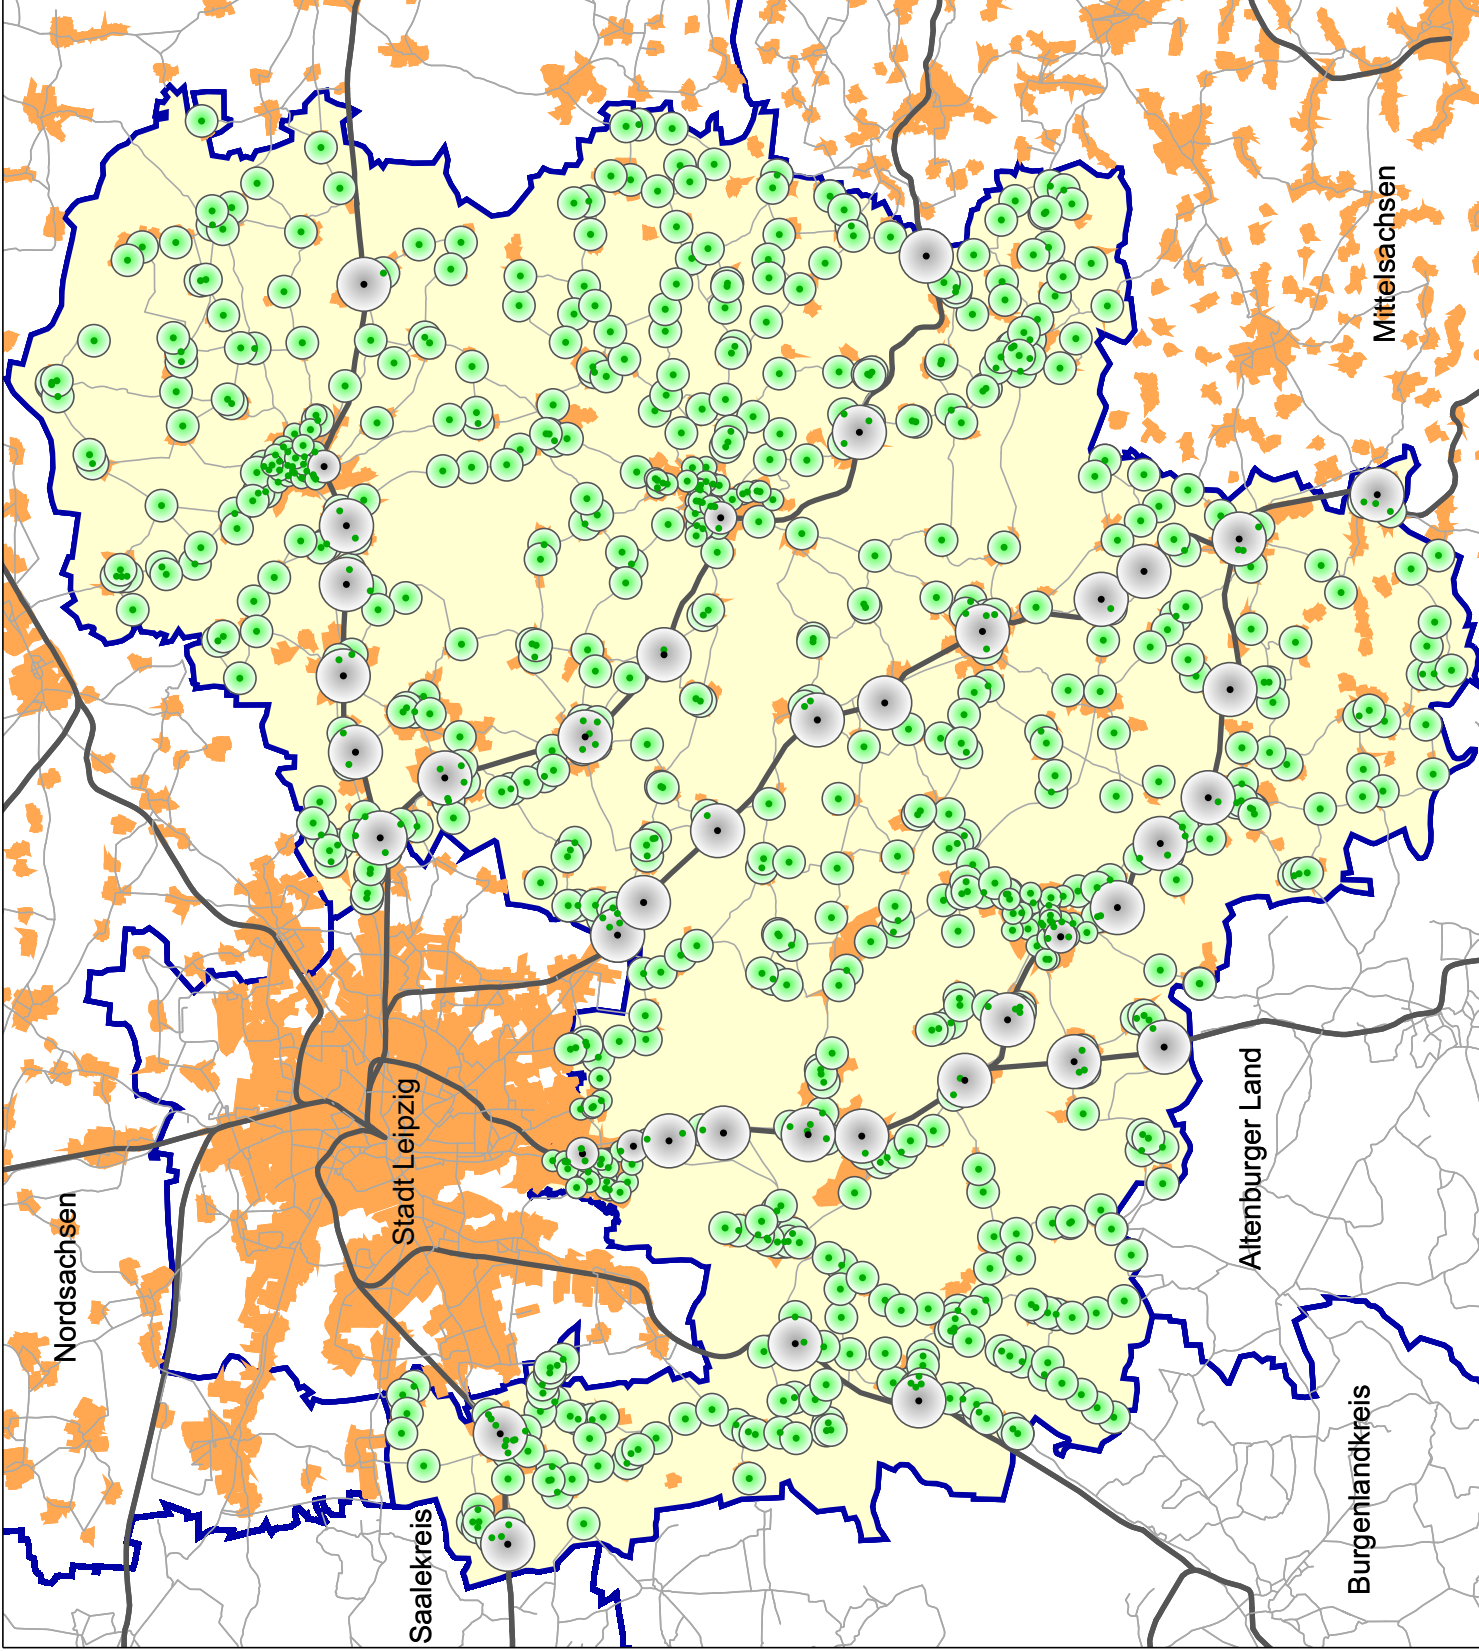 Nordsachsen
Stadt Leipzig
Saalekreis
Mittelsachsen
Altenburger Land
Burgenlandkreis